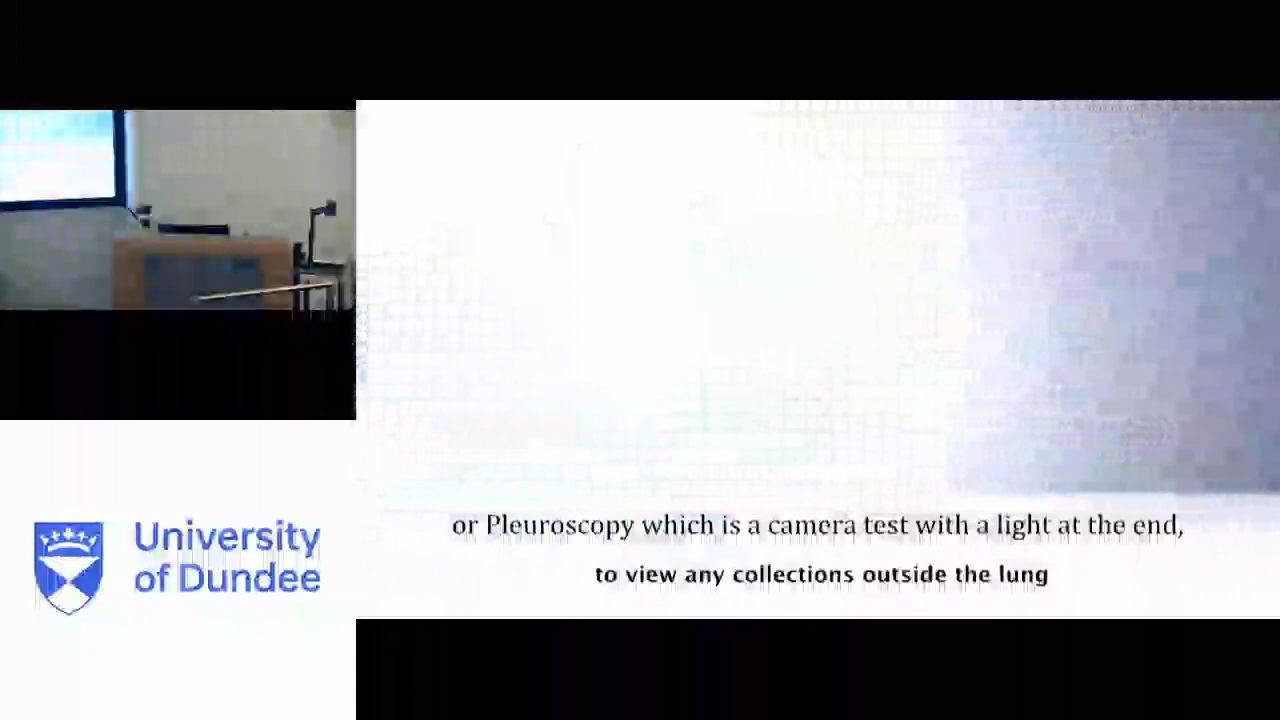 University
of Dundee
or Pleuroscopy which is a camera test with a light at the end,
to view any collections outside the lung